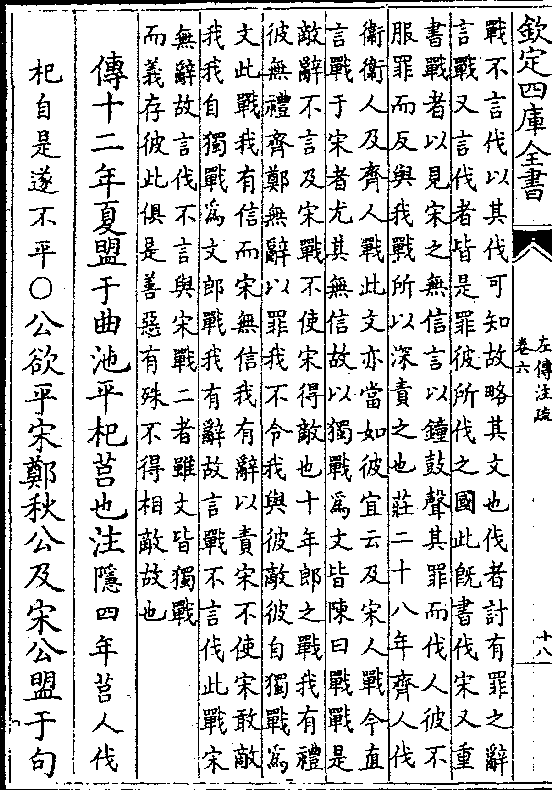 欽定四庫全書
左傳注疏
卷六
十八
戰不言伐以其伐可知故略其文也伐者討有罪之辭
言戰又言伐者皆是罪彼所伐之國此旣書伐宋又重
書戰者以見宋之無信言以鐘鼓聲其罪而伐人彼不
服罪而反與我戰所以深責之也莊二十八年齊人伐
衛衛人及齊人戰此文亦當如彼宜云及宋人戰今直
言戰于宋者尤其無信故以獨戰爲文皆陳曰戰戰是
敵辭不言及宋戰不使宋得敵也十年郎之戰我有禮
彼無禮齊鄭無辭以罪我不令我與彼敵彼自獨戰爲
文此戰我有信而宋無信我有辭以責宋不使宋敢敵
我我自獨戰爲文郎戰我有辭故言戰不言伐此戰宋
無辭故言伐不言與宋戰二者雖文皆獨戰
而義存彼此俱是善惡有殊不得相敵故也
傳十二年夏盟于曲池平杞莒也注隱四年莒人伐
杞自是遂不平○公欲平宋鄭秋公及宋公盟于句